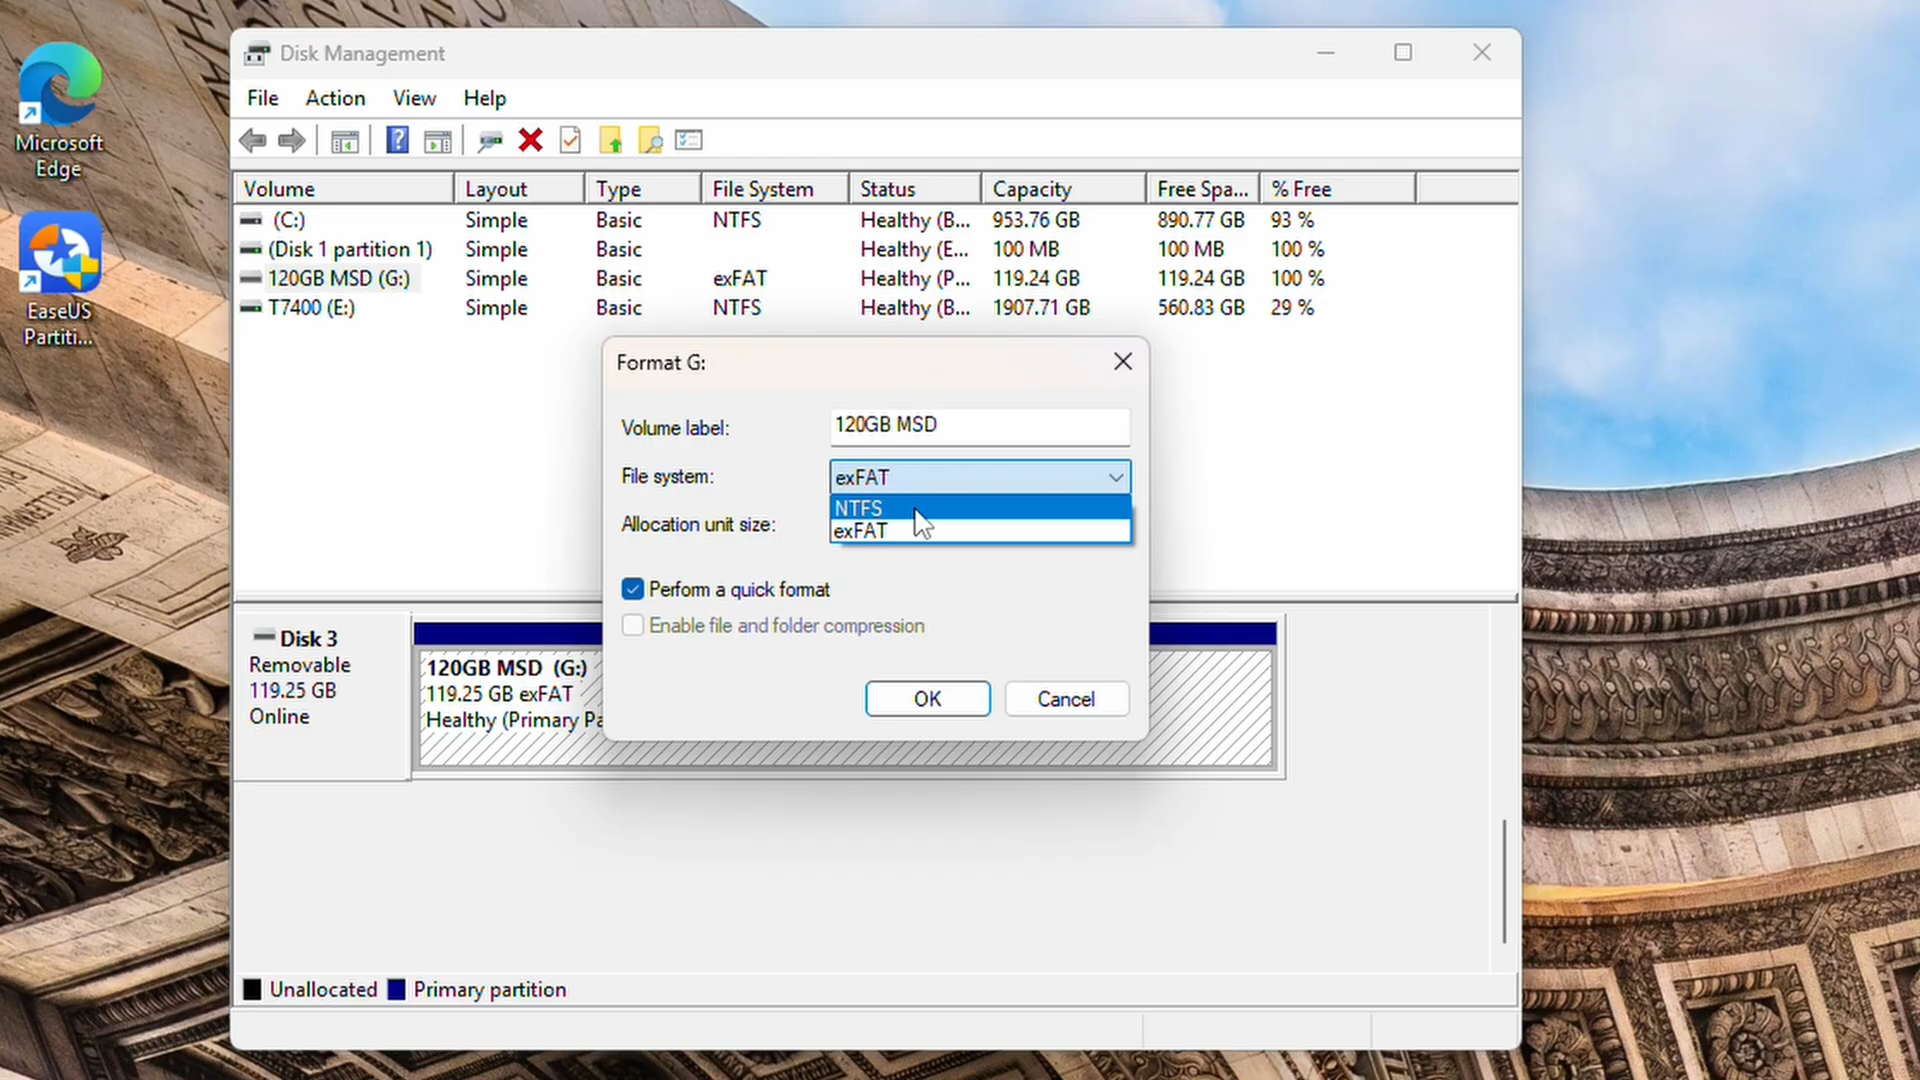 Microsoft
Edge
EaseUS
Partiti...
Disk Management
File Action View Help
Volume Layout Type File System Status Capacity Free Spa... % Free
(C:) Simple Basic NTFS Healthy (B... 953.76 GB 890.77 GB 93 %
(Disk 1 partition 1) Simple Basic Healthy (E... 100 MB 100 MB 100 %
120GB MSD (G:) Simple Basic exFAT Healthy (P... 119.24 GB 119.24 GB 100 %
T7400 (E:) Simple Basic NTFS Healthy (B... 1907.71 GB 560.83 GB 29 %
Format G:
Volume label: 120GB MSD
File system: exFAT
NTFS
Allocation unit size: exFAT
Perform a quick format
Enable file and folder compression
OK Cancel
Disk 3
Removable
119.25 GB
Online
120GB MSD (G:)
119.25 GB exFAT
Healthy (Primary Pa
Unallocated Primary partition